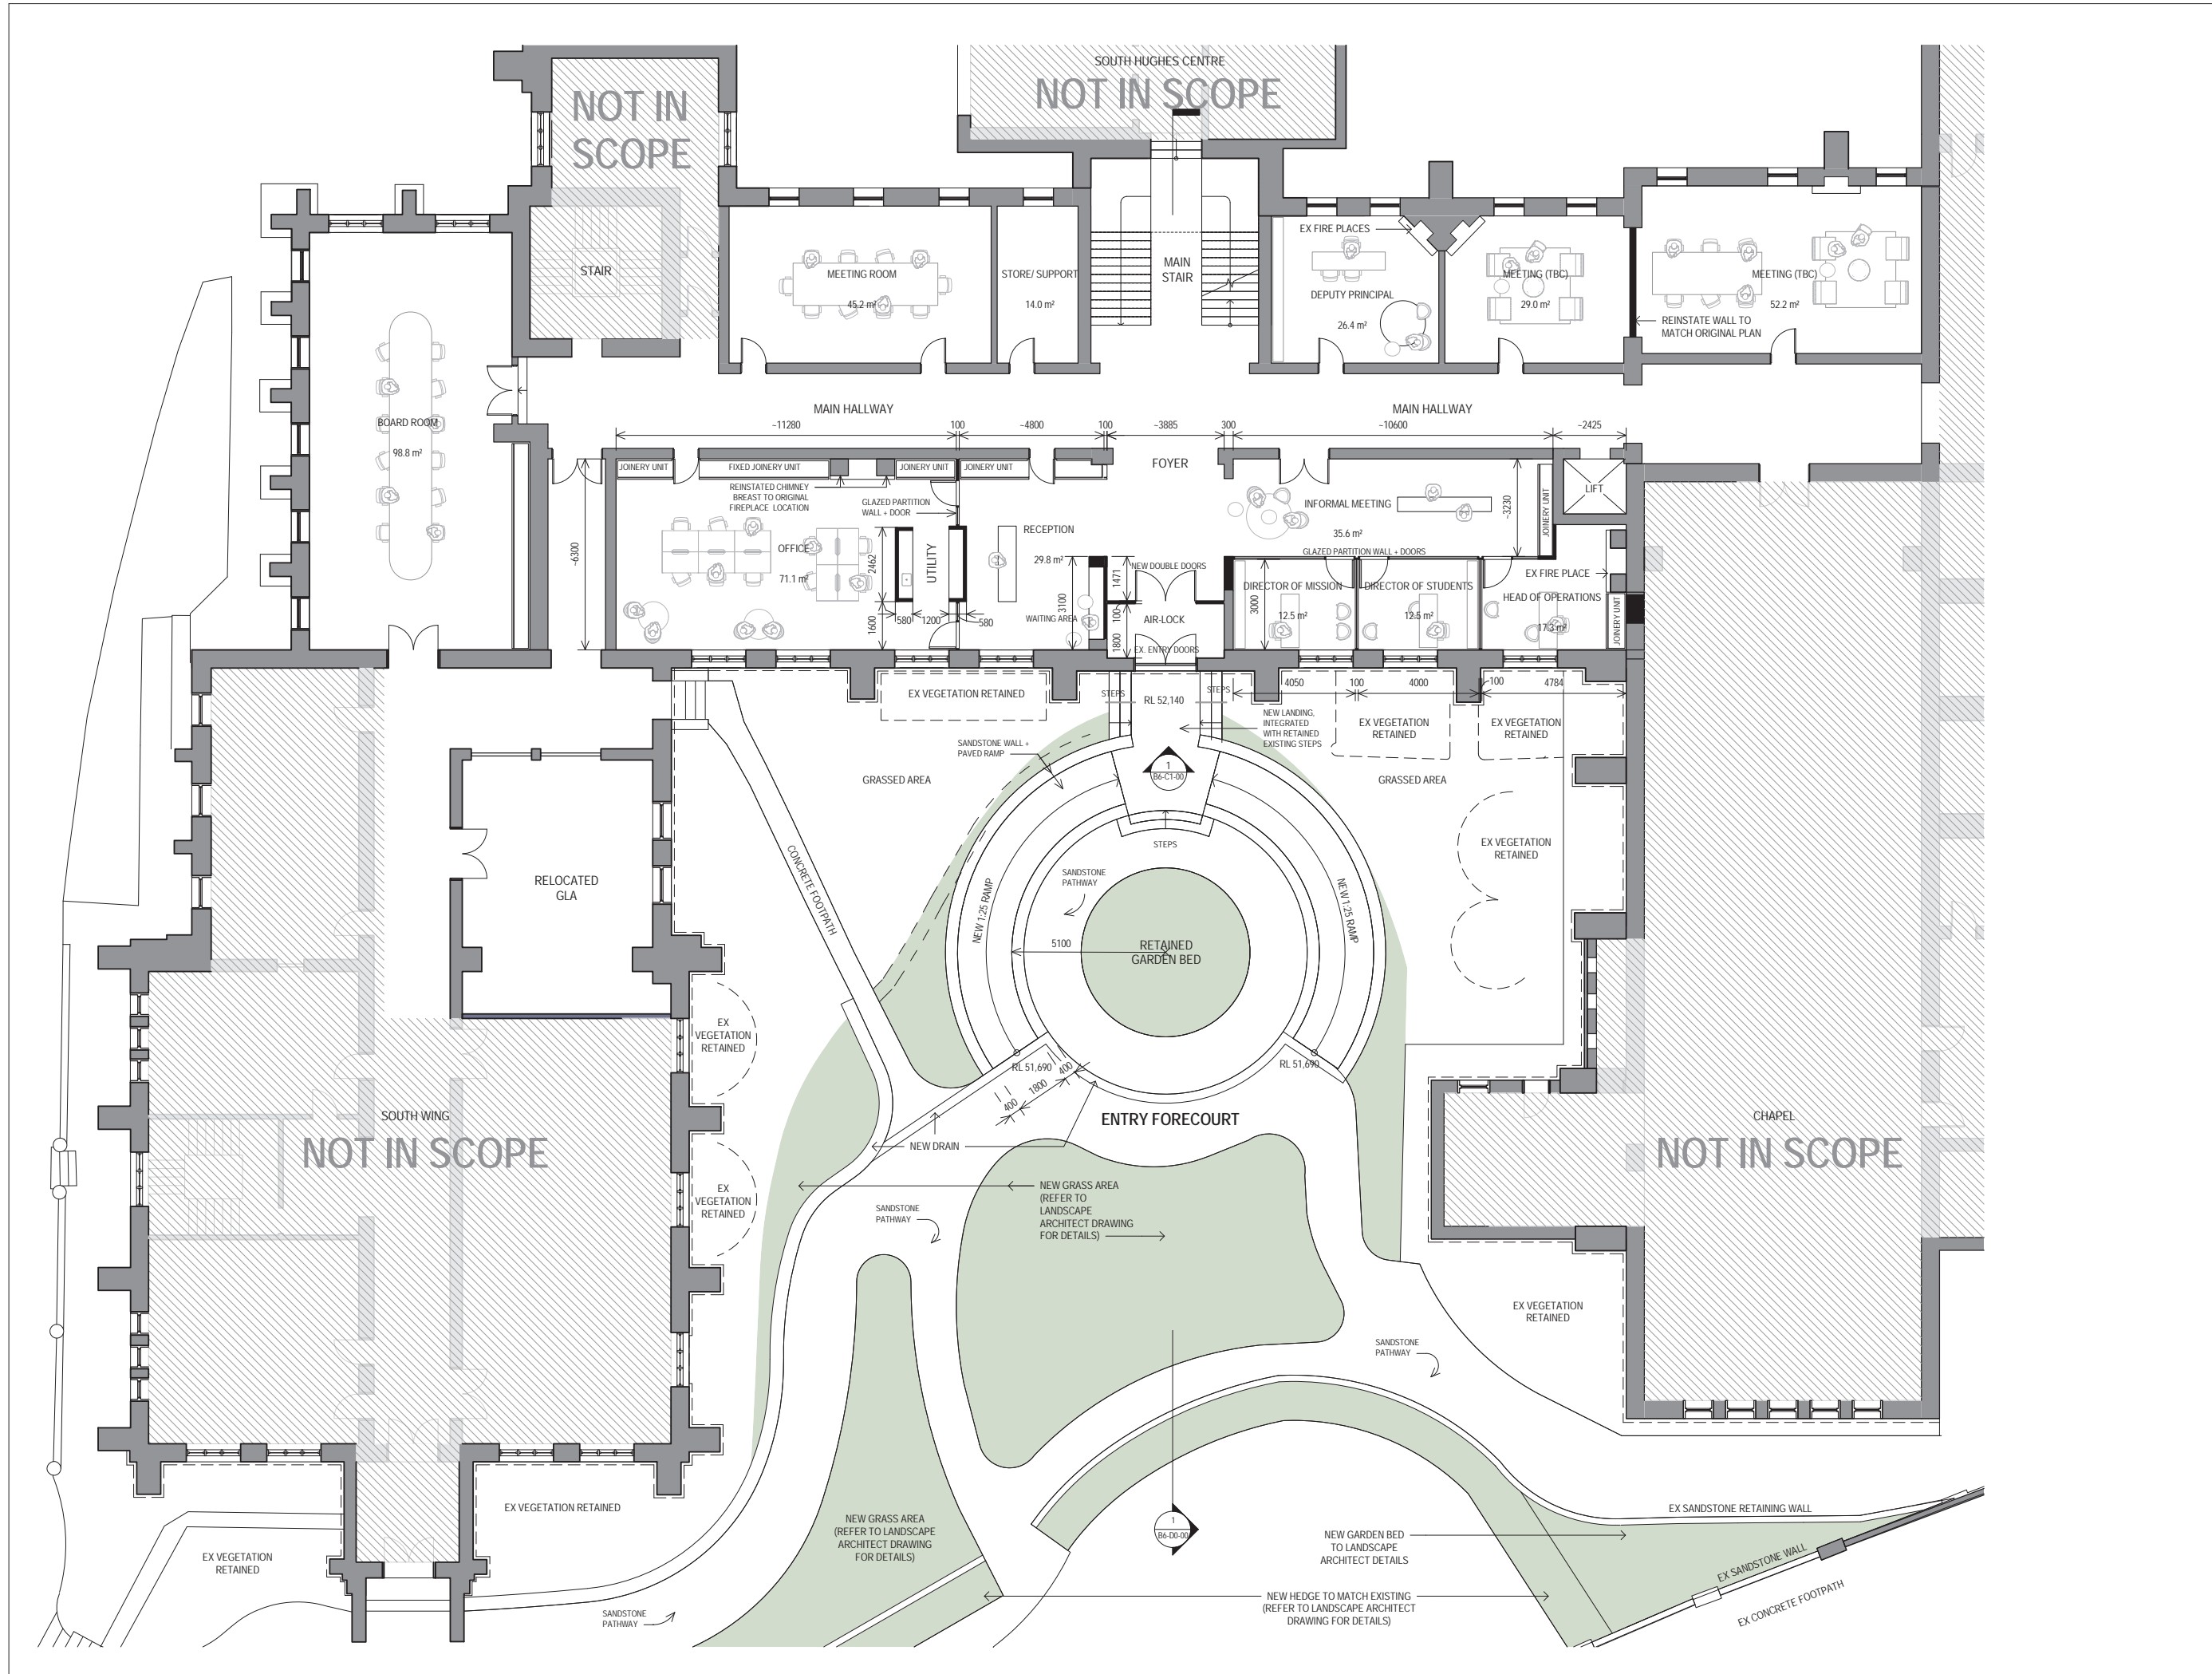 SOUTH HUGHES CENTRE
NOT IN SCOPE
NOT IN
SCOPE
STAIR
MEETING ROOM
45.2 m²
STORE/ SUPPORT
14.0 m²
MAIN
STAIR
EX FIRE PLACES
DEPUTY PRINCIPAL
26.4 m²
MEETING (TBC)
29.0 m²
MEETING (TBC)
52.2 m²
REINSTATE WALL TO
MATCH ORIGINAL PLAN
BOARD ROOM
98.8 m²
MAIN HALLWAY
MAIN HALLWAY
~11280
100
~4800
100
~3885
300
~10600
~2425
FOYER
JOINERY UNIT
FIXED JOINERY UNIT
JOINERY UNIT
JOINERY UNIT
REINSTATED CHIMNEY
BREAST TO ORIGINAL
FIREPLACE LOCATION
GLAZED PARTITION
WALL + DOOR
~6300
OFFICE
71.1 m²
2462
UTILITY
1600
580
1200
580
RECEPTION
29.8 m²
3100
WAITING AREA
1471
100
1800
NEW DOUBLE DOORS
AIR-LOCK
EX. ENTRY DOORS
INFORMAL MEETING
35.6 m²
~3230
JOINERY UNIT
LIFT
GLAZED PARTITION WALL + DOORS
3000
DIRECTOR OF MISSION
12.5 m²
DIRECTOR OF STUDENTS
12.5 m²
EX FIRE PLACE
HEAD OF OPERATIONS
17.3 m²
JOINERY UNIT
EX VEGETATION RETAINED
STEPS
STEPS
RL 52,140
4050
100
4000
100
4784
NEW LANDING,
INTEGRATED
WITH RETAINED
EXISTING STEPS
EX VEGETATION
RETAINED
EX VEGETATION
RETAINED
SANDSTONE WALL +
PAVED RAMP
1
B6-C1-00
GRASSED AREA
GRASSED AREA
STEPS
CONCRETE FOOTPATH
EX VEGETATION
RETAINED
RELOCATED
GLA
SANDSTONE
PATHWAY
NEW 1:25 RAMP
NEW 1:25 RAMP
5100
RETAINED
GARDEN BED
EX
VEGETATION
RETAINED
RL 51,690
400
1800
400
RL 51,690
ENTRY FORECOURT
NEW DRAIN
SOUTH WING
NOT IN SCOPE
CHAPEL
NOT IN SCOPE
EX
VEGETATION
RETAINED
NEW GRASS AREA
(REFER TO
LANDSCAPE
ARCHITECT DRAWING
FOR DETAILS)
SANDSTONE
PATHWAY
EX VEGETATION
RETAINED
SANDSTONE
PATHWAY
EX VEGETATION RETAINED
EX SANDSTONE RETAINING WALL
NEW GRASS AREA
(REFER TO LANDSCAPE
ARCHITECT DRAWING
FOR DETAILS)
1
B6-D0-00
NEW GARDEN BED
TO LANDSCAPE
ARCHITECT DETAILS
EX VEGETATION
RETAINED
EX SANDSTONE WALL
EX CONCRETE FOOTPATH
NEW HEDGE TO MATCH EXISTING
(REFER TO LANDSCAPE ARCHITECT
DRAWING FOR DETAILS)
SANDSTONE
PATHWAY